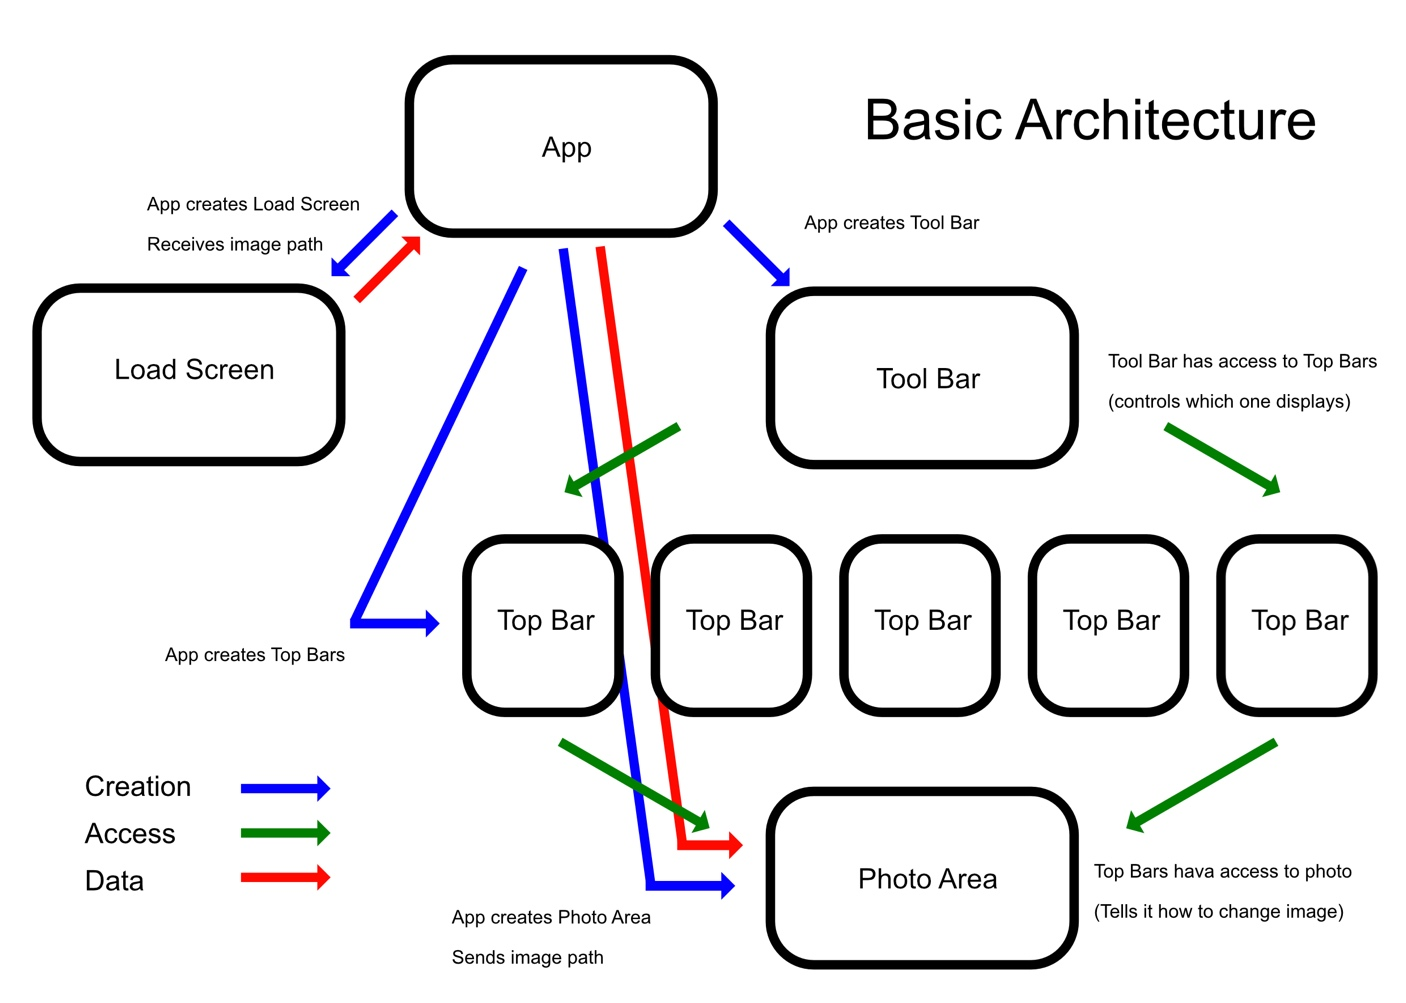 Basic Architecture
App
App creates Load Screen
Receives image path
App creates Tool Bar
Load Screen
Tool Bar
Tool Bar has access to Top Bars
(controls which one displays)
Top Bar
Top Bar
Top Bar
Top Bar
Top Bar
App creates Top Bars
Creation
Access
Data
Photo Area
Top Bars hava access to photo
(Tells it how to change image)
App creates Photo Area
Sends image path